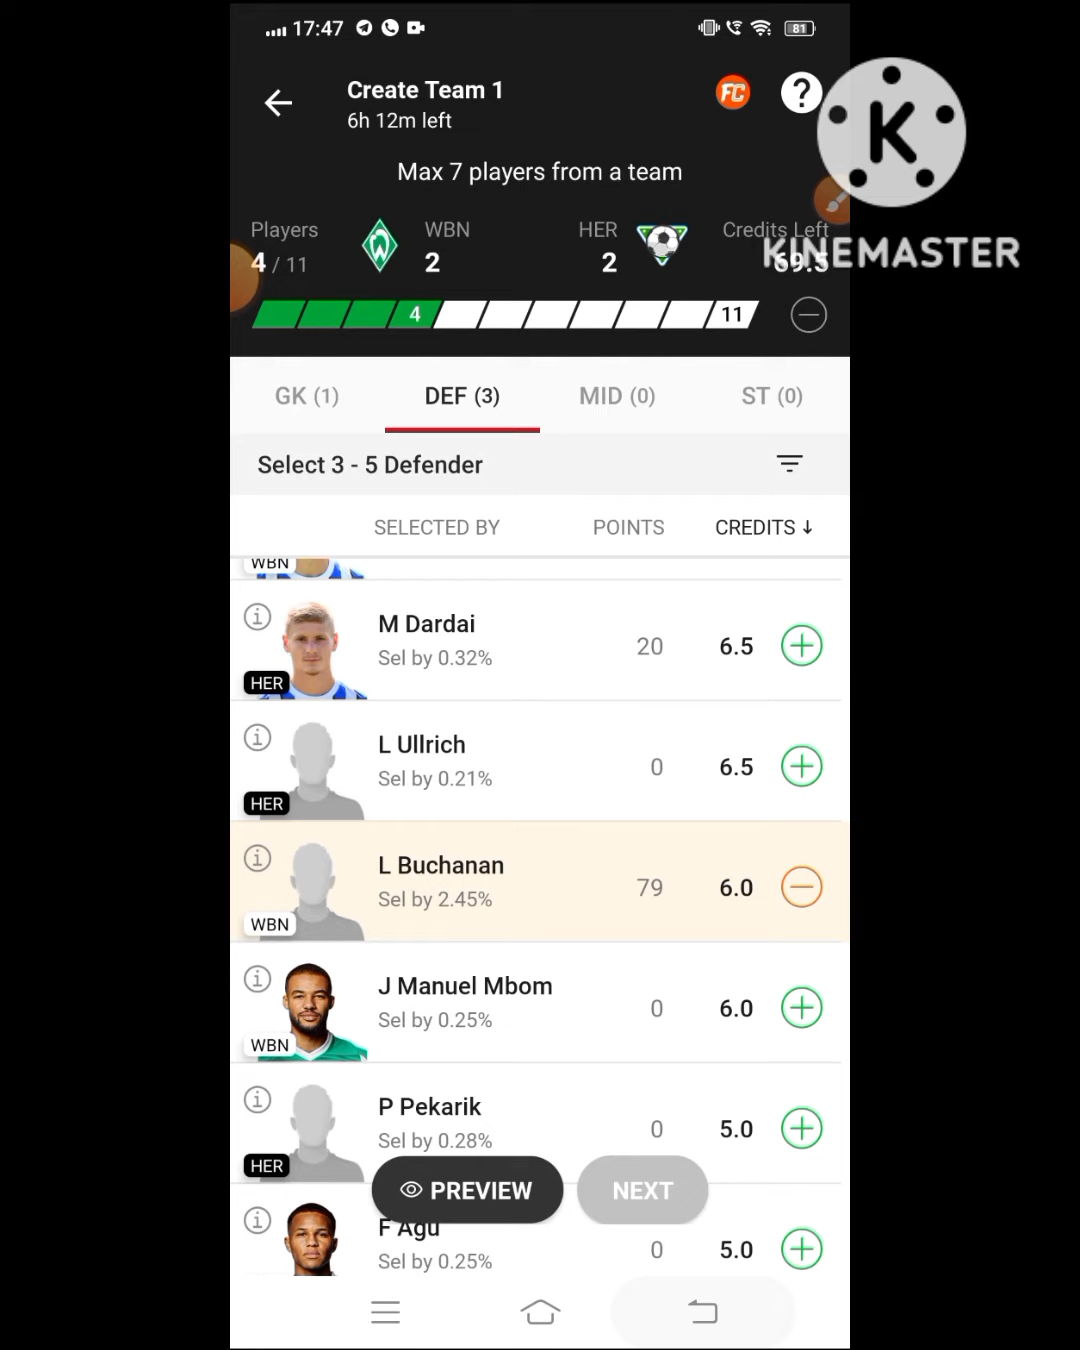 17:47
81
Create Team 1
FC
?
6h 12m left
K
Max 7 players from a team
Players
WBN
HER
Credits Left
4 / 11
2
2
69.5
KINEMASTER
4
11
GK (1)
DEF (3)
MID (0)
ST (0)
Select 3 - 5 Defender
SELECTED BY
POINTS
CREDITS ↓
WBN
M Dardai
Sel by 0.32%
20
6.5
HER
L Ullrich
Sel by 0.21%
0
6.5
HER
L Buchanan
Sel by 2.45%
79
6.0
WBN
J Manuel Mbom
Sel by 0.25%
0
6.0
WBN
P Pekarik
Sel by 0.28%
0
5.0
HER
PREVIEW
NEXT
F Agu
Sel by 0.25%
0
5.0